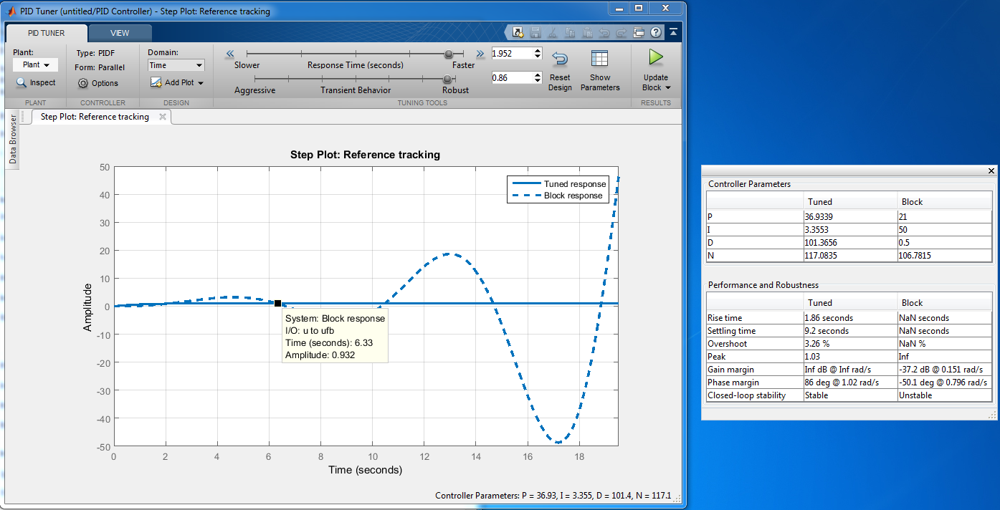 PID Tuner (untitled/PID Controller) - Step Plot: Reference tracking
PID TUNER
VIEW
Plant:
Plant
Inspect
PLANT
Type: PIDF
Form: Parallel
Options
CONTROLLER
Domain:
Time
Add Plot
DESIGN
Slower
Response Time (seconds)
Faster
1.952
Aggressive
Transient Behavior
Robust
0.86
Reset
Design
Show
Parameters
TUNING TOOLS
Update
Block
RESULTS
Data Browser
Step Plot: Reference tracking
Step Plot: Reference tracking
Tuned response
Block response
50
40
30
20
10
0
-10
-20
-30
-40
-50
Amplitude
System: Block response
I/O: u to ufb
Time (seconds): 6.33
Amplitude: 0.932
0 2 4 6 8 10 12 14 16 18
Time (seconds)
Controller Parameters: P = 36.93, I = 3.355, D = 101.4, N = 117.1
Controller Parameters
Tuned Block
P 36.9339 21
I 3.3553 50
D 101.3656 0.5
N 117.0835 106.7815
Performance and Robustness
Tuned Block
Rise time 1.86 seconds NaN seconds
Settling time 9.2 seconds NaN seconds
Overshoot 3.26 % NaN %
Peak 1.03 Inf
Gain margin Inf dB @ Inf rad/s -37.2 dB @ 0.151 rad/s
Phase margin 86 deg @ 1.02 rad/s -50.1 deg @ 0.796 rad/s
Closed-loop stability Stable Unstable